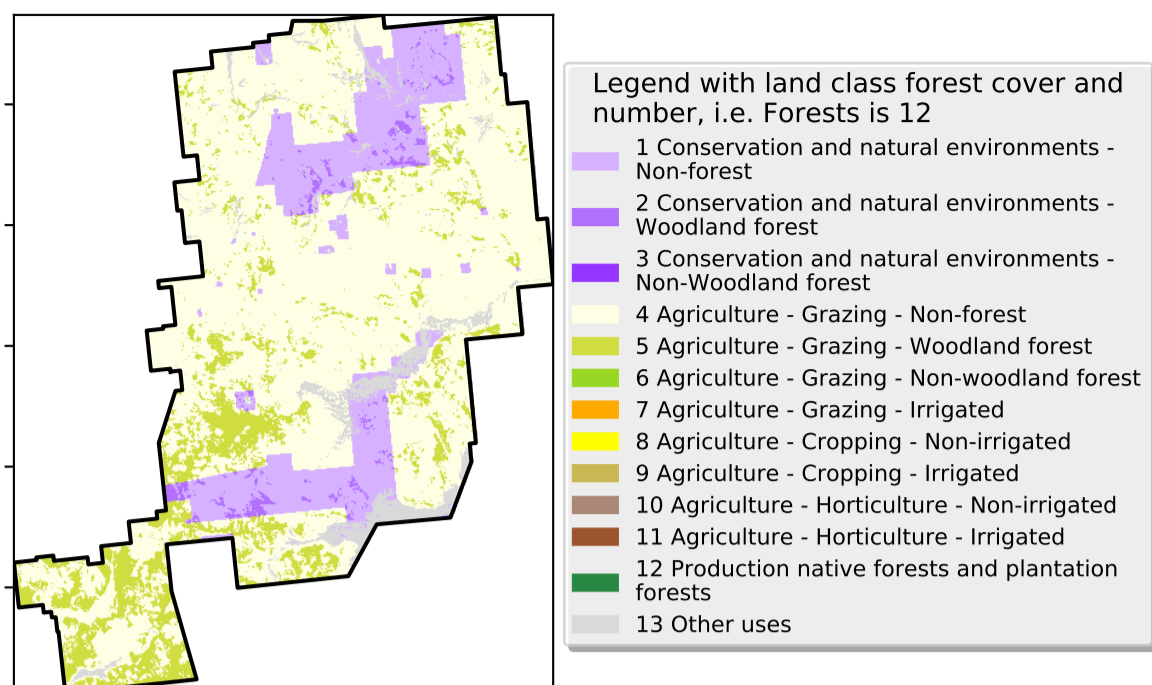 Legend with land class forest cover and
number, i.e. Forests is 12
1 Conservation and natural environments -
Non-forest
2 Conservation and natural environments -
Woodland forest
3 Conservation and natural environments -
Non-Woodland forest
4 Agriculture - Grazing - Non-forest
5 Agriculture - Grazing - Woodland forest
6 Agriculture - Grazing - Non-woodland forest
7 Agriculture - Grazing - Irrigated
8 Agriculture - Cropping - Non-irrigated
9 Agriculture - Cropping - Irrigated
10 Agriculture - Horticulture - Non-irrigated
11 Agriculture - Horticulture - Irrigated
12 Production native forests and plantation
forests
13 Other uses